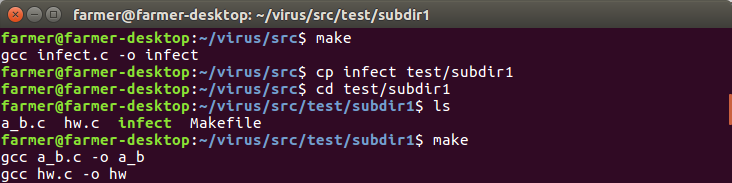 farmer@farmer-desktop: ~/virus/src/test/subdir1
farmer@farmer-desktop:~/virus/src$ make
gcc infect.c -o infect
farmer@farmer-desktop:~/virus/src$ cp infect test/subdir1
farmer@farmer-desktop:~/virus/src$ cd test/subdir1
farmer@farmer-desktop:~/virus/src/test/subdir1$ ls
a_b.c  hw.c  infect  Makefile
farmer@farmer-desktop:~/virus/src/test/subdir1$ make
gcc a_b.c -o a_b
gcc hw.c -o hw